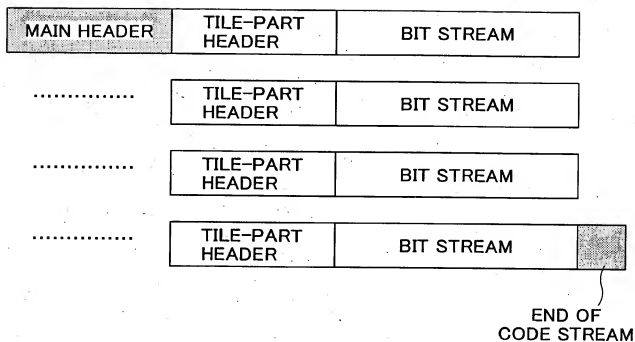 MAIN HEADER
TILE-PART
HEADER
BIT STREAM
..............
TILE-PART
HEADER
BIT STREAM
..............
TILE-PART
HEADER
BIT STREAM
..............
TILE-PART
HEADER
BIT STREAM
END OF
CODE STREAM